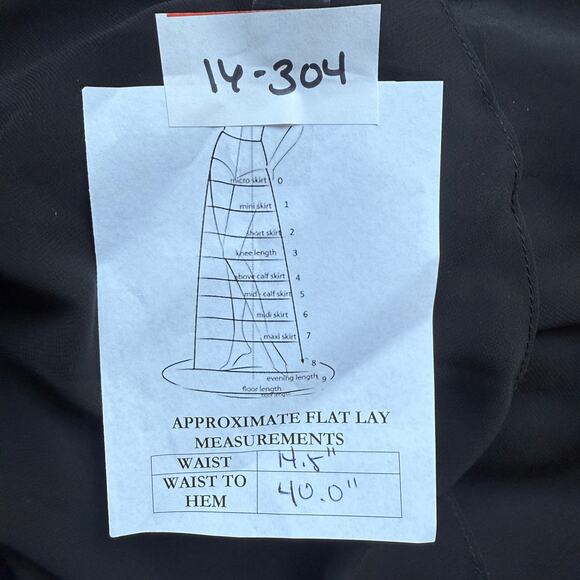 14-304
micro skirt 0
mini skirt 1
short skirt 2
knee length 3
above calf skirt 4
mid - calf skirt 5
midi skirt 6
maxi skirt 7
8
evening length 9
floor length
APPROXIMATE FLAT LAY
MEASUREMENTS
WAIST 14.5"
WAIST TO
HEM 40.0"